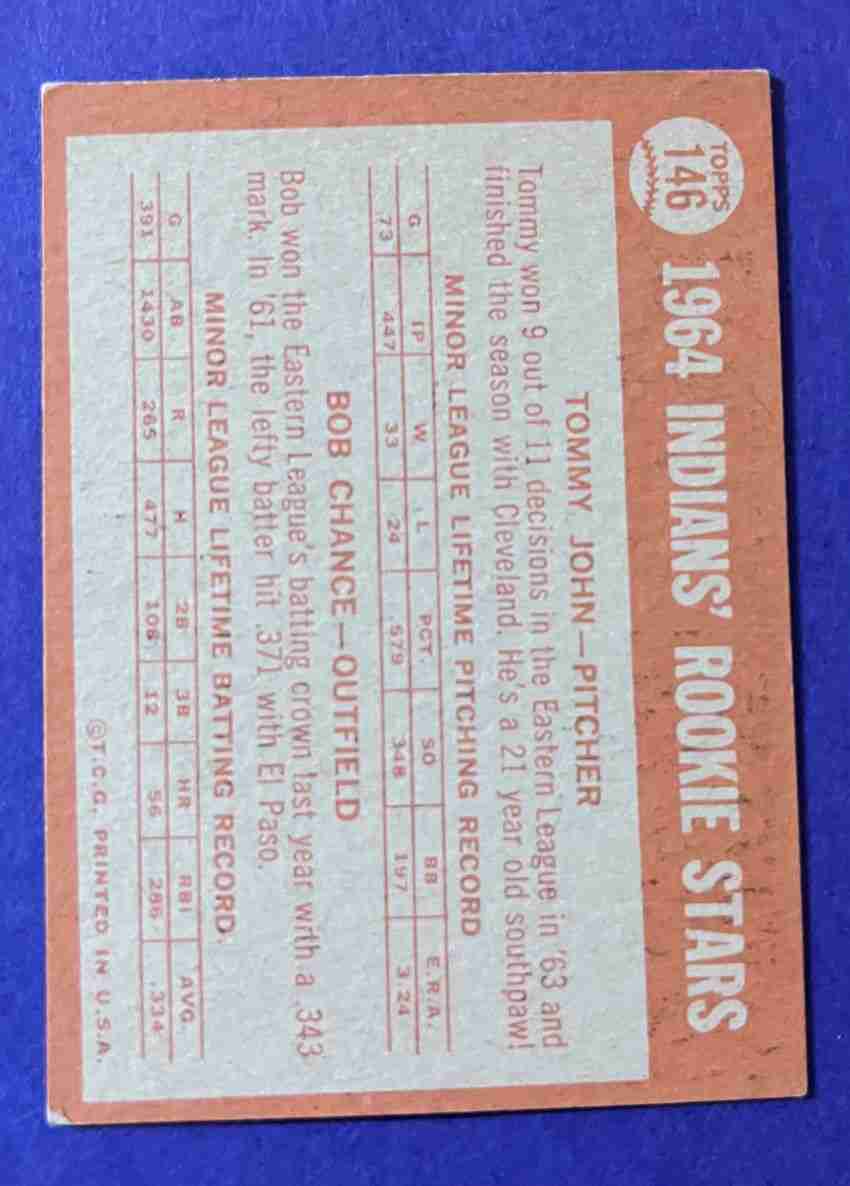 TOPPS
146
1964 INDIANS' ROOKIE STARS
TOMMY JOHN—PITCHER
Tommy won 9 out of 11 decisions in the Eastern League in '63 and
finished the season with Cleveland. He's a 21 year old southpaw!
MINOR LEAGUE LIFETIME PITCHING RECORD
G IP W L PCT. SO BB E.R.A.
73 447 33 24 .579 348 197 3.24
BOB CHANCE—OUTFIELD
Bob won the Eastern League's batting crown last year with a .343
mark. In '61, the lefty batter hit .371 with El Paso.
MINOR LEAGUE LIFETIME BATTING RECORD
G AB R H 2B 3B HR RBI AVG.
391 1430 265 477 108 12 56 286 .334
©T.C.G. PRINTED IN U.S.A.